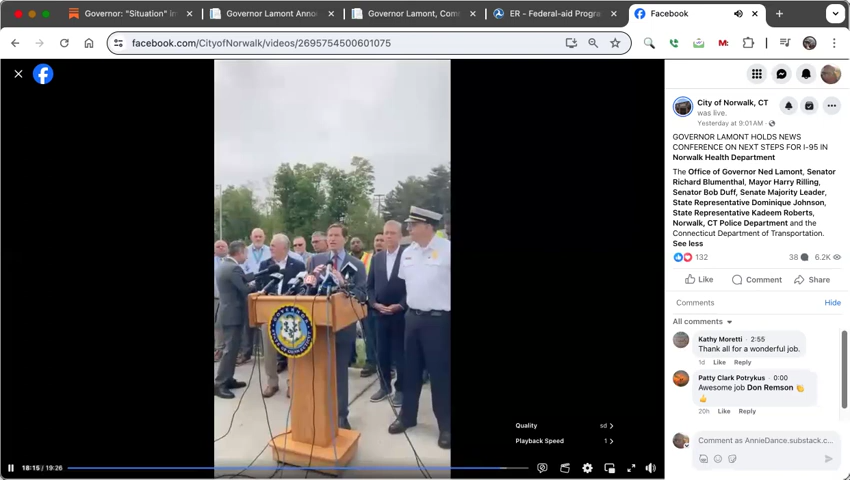 Governor: "Situation" in
Governor Lamont Anno
Governor Lamont, Com
ER - Federal-aid Progra
Facebook
facebook.com/CityofNorwalk/videos/2695754500601075
City of Norwalk, CT
was live.
Yesterday at 9:01 AM ·
GOVERNOR LAMONT HOLDS NEWS
CONFERENCE ON NEXT STEPS FOR I-95 IN
Norwalk Health Department
The Office of Governor Ned Lamont, Senator
Richard Blumenthal, Mayor Harry Rilling,
Senator Bob Duff, Senate Majority Leader,
State Representative Dominique Johnson,
State Representative Kadeem Roberts,
Norwalk, CT Police Department and the
Connecticut Department of Transportation.
See less
132
38
6.2K
Like
Comment
Share
Comments
Hide
All comments
Kathy Moretti · 2:55
Thank all for a wonderful job.
1d Like Reply
Patty Clark Potrykus · 0:00
Awesome job Don Remson 👏
👍
20h Like Reply
Comment as AnnieDance.substack.c...
Quality sd
Playback Speed 1
18:15 / 19:26